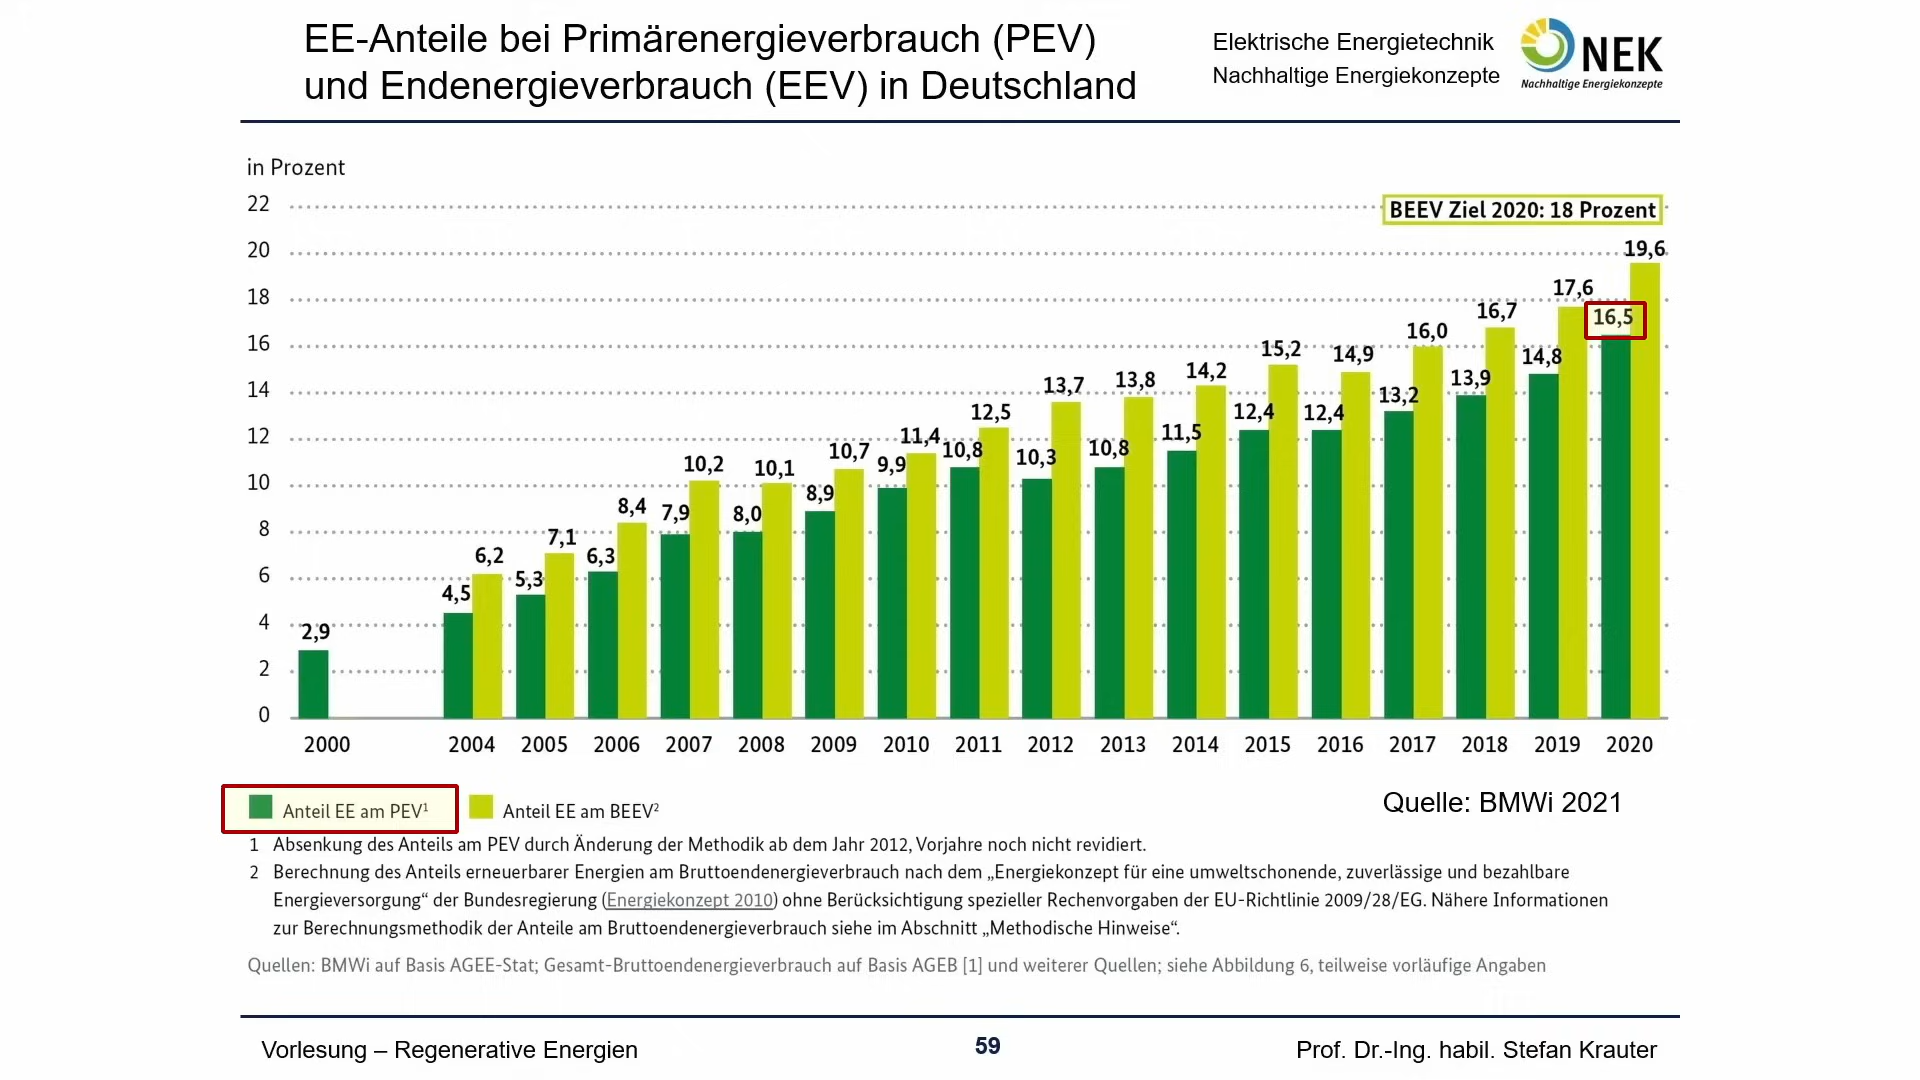 EE-Anteile bei Primärenergieverbrauch (PEV)
und Endenergieverbrauch (EEV) in Deutschland
Elektrische Energietechnik
Nachhaltige Energiekonzepte
NEK
Nachhaltige Energiekonzepte
in Prozent
22
20
18
16
14
12
10
8
6
4
2
0
BEEV Ziel 2020: 18 Prozent
2,9
4,5
6,2
5,3
7,1
6,3
8,4
7,9
10,2
8,0
10,1
8,9
10,7
9,9
11,4
10,8
12,5
10,3
13,7
10,8
13,8
11,5
14,2
12,4
15,2
12,4
14,9
13,2
16,0
13,9
16,7
14,8
17,6
16,5
19,6
2000 2004 2005 2006 2007 2008 2009 2010 2011 2012 2013 2014 2015 2016 2017 2018 2019 2020
Anteil EE am PEV¹ Anteil EE am BEEV²
Quelle: BMWi 2021
1 Absenkung des Anteils am PEV durch Änderung der Methodik ab dem Jahr 2012, Vorjahre noch nicht revidiert.
2 Berechnung des Anteils erneuerbarer Energien am Bruttoendenergieverbrauch nach dem „Energiekonzept für eine umweltschonende, zuverlässige und bezahlbare
Energieversorgung“ der Bundesregierung (Energiekonzept 2010) ohne Berücksichtigung spezieller Rechenvorgaben der EU-Richtlinie 2009/28/EG. Nähere Informationen
zur Berechnungsmethodik der Anteile am Bruttoendenergieverbrauch siehe im Abschnitt „Methodische Hinweise“.
Quellen: BMWi auf Basis AGEE-Stat; Gesamt-Bruttoendenergieverbrauch auf Basis AGEB [1] und weiterer Quellen; siehe Abbildung 6, teilweise vorläufige Angaben
Vorlesung – Regenerative Energien
59
Prof. Dr.-Ing. habil. Stefan Krauter